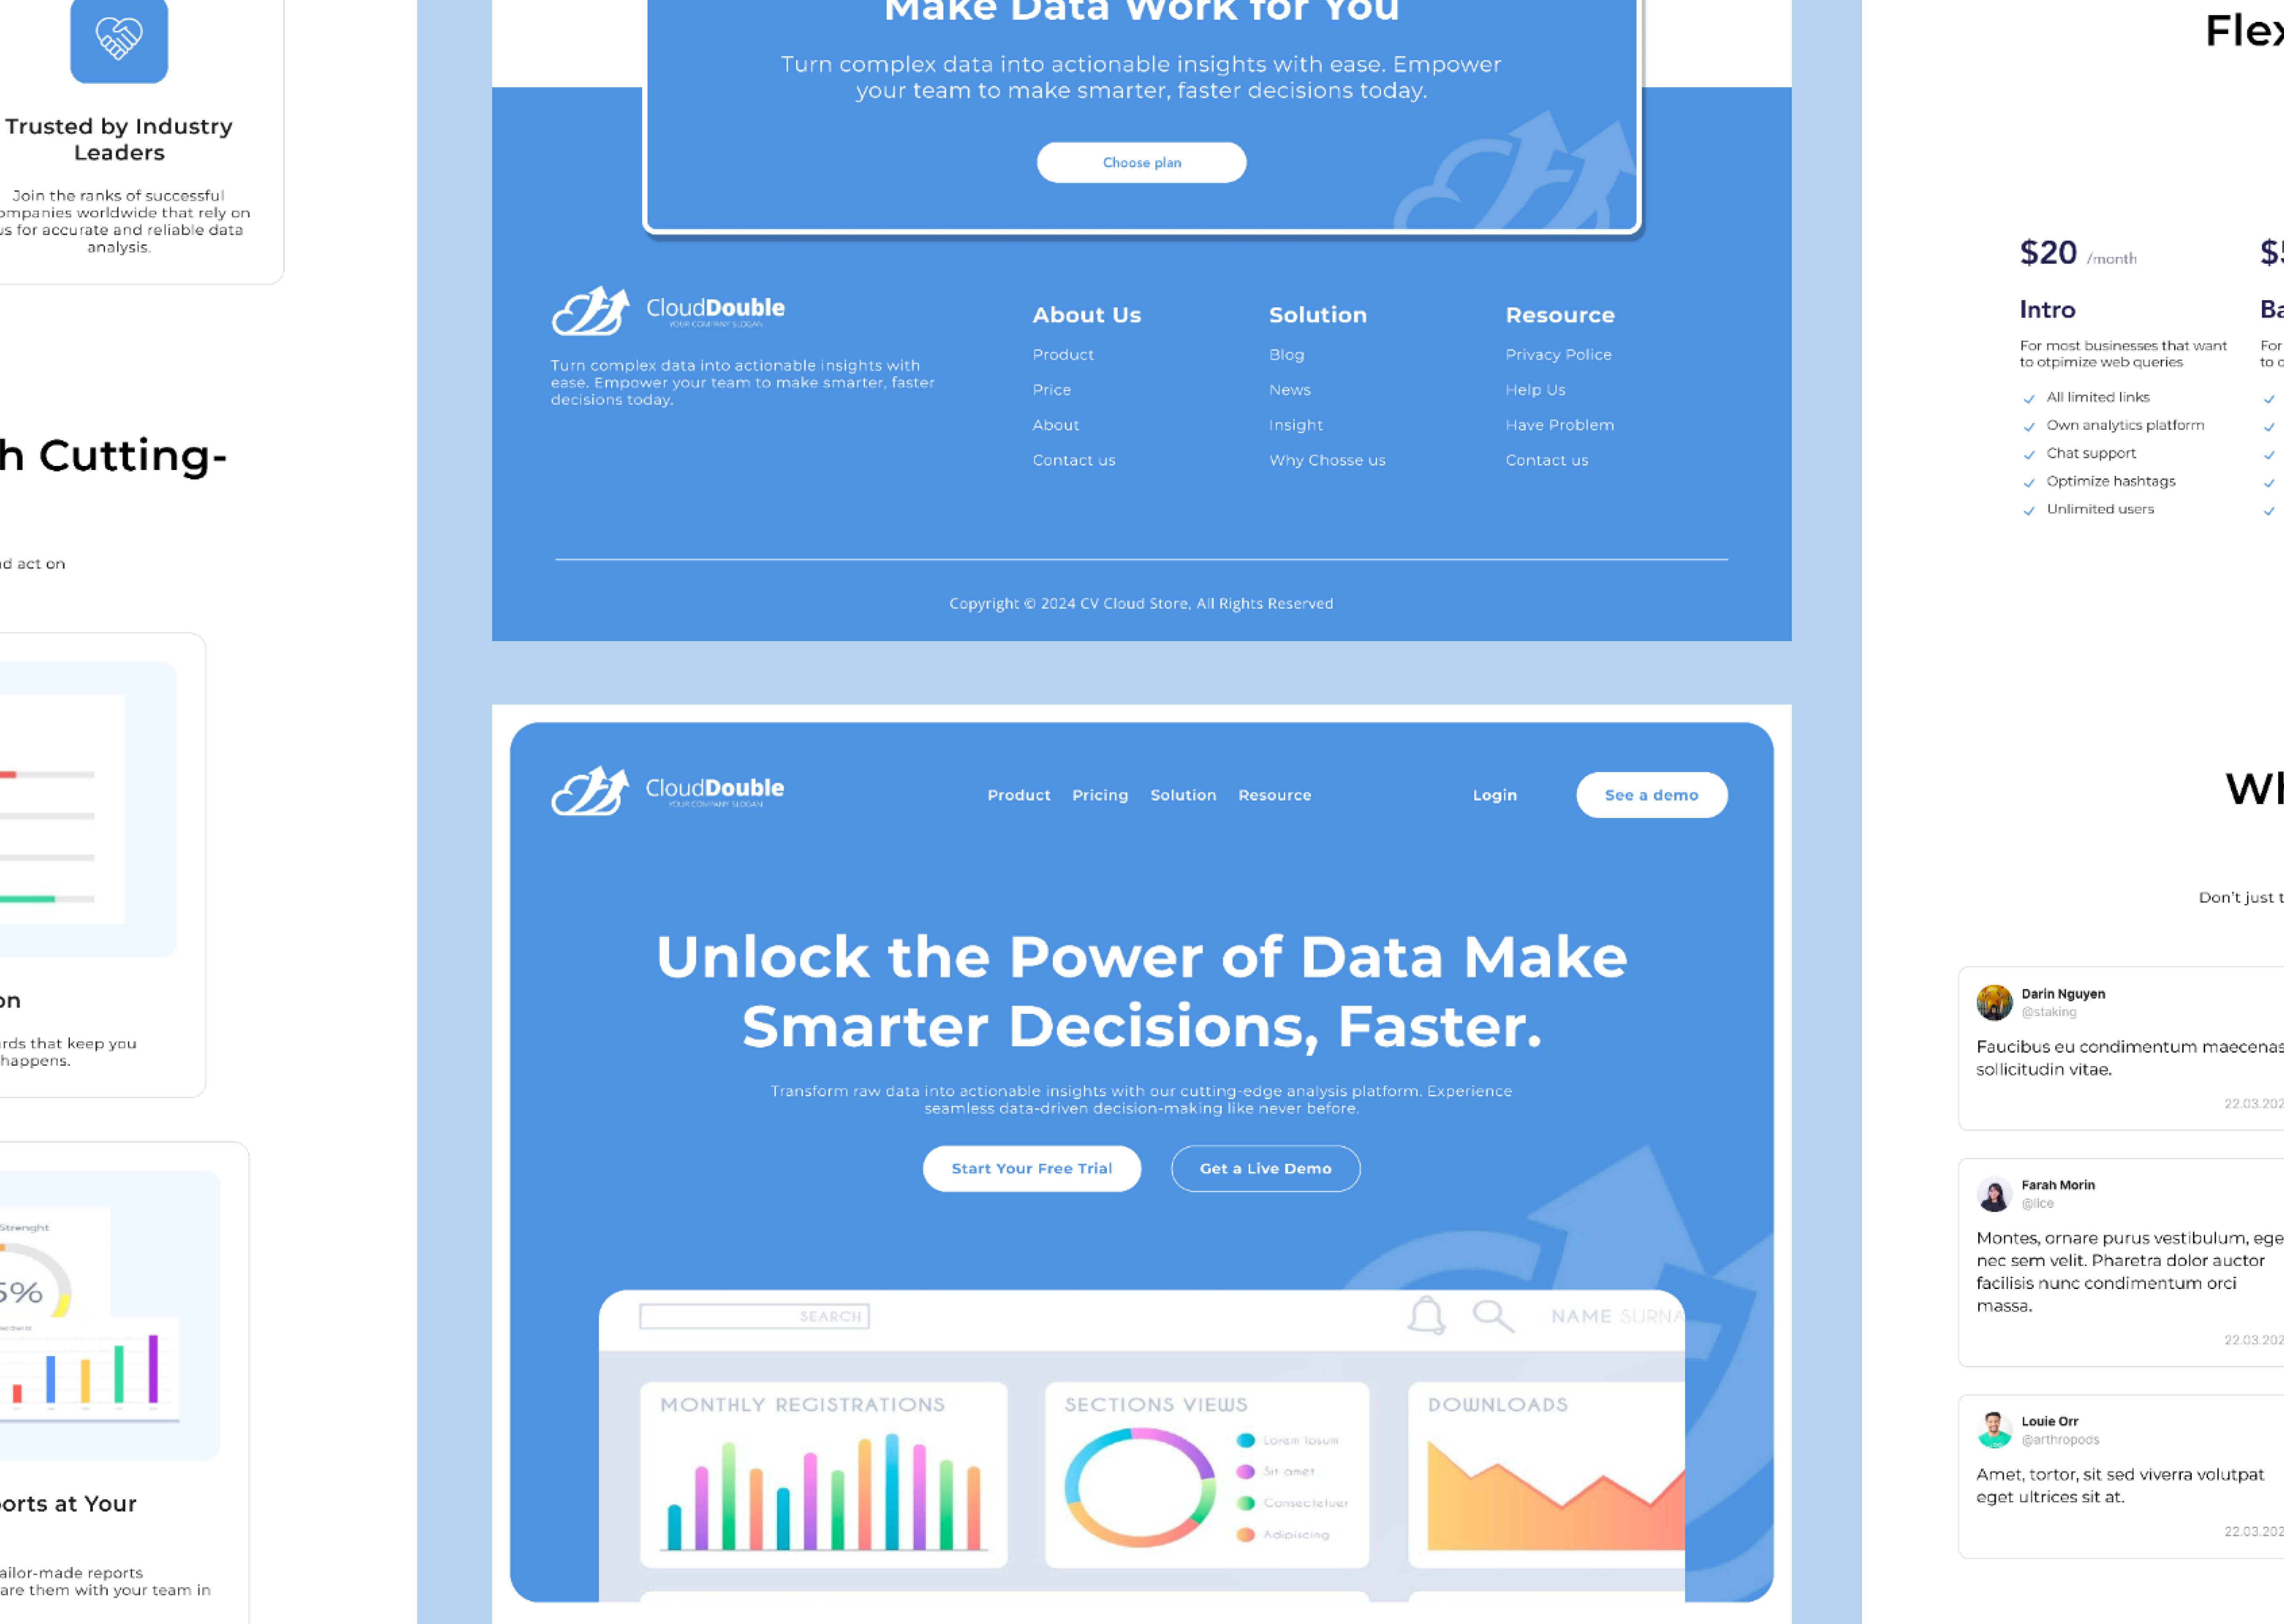 Trusted by Industry
Leaders
Join the ranks of successful
companies worldwide that rely on
us for accurate and reliable data
analysis.
h Cutting-
d act on
on
rds that keep you
happens.
Strenght
5%
orts at Your
ailor-made reports
are them with your team in
Make Data Work for You
Turn complex data into actionable insights with ease. Empower
your team to make smarter, faster decisions today.
Choose plan
CloudDouble
YOUR COMPANY SLOGAN
Turn complex data into actionable insights with
ease. Empower your team to make smarter, faster
decisions today.
About Us
Product
Price
About
Contact us
Solution
Blog
News
Insight
Why Chosse us
Resource
Privacy Police
Help Us
Have Problem
Contact us
Copyright © 2024 CV Cloud Store, All Rights Reserved
CloudDouble
YOUR COMPANY SLOGAN
Product Pricing Solution Resource
Login
See a demo
Unlock the Power of Data Make
Smarter Decisions, Faster.
Transform raw data into actionable insights with our cutting-edge analysis platform. Experience
seamless data-driven decision-making like never before.
Start Your Free Trial
Get a Live Demo
SEARCH
NAME SURNA
MONTHLY REGISTRATIONS
SECTIONS VIEWS
Lorem Ipsum
Sit amet
Consectetuer
Adipiscing
DOWNLOADS
Flex
$20 /month
Intro
For most businesses that want
to otpimize web queries
All limited links
Own analytics platform
Chat support
Optimize hashtags
Unlimited users
$5
Ba
For
to o
Wh
Don't just t
Darin Nguyen
@staking
Faucibus eu condimentum maecenas
sollicitudin vitae.
22.03.202
Farah Morin
@lice
Montes, ornare purus vestibulum, ege
nec sem velit. Pharetra dolor auctor
facilisis nunc condimentum orci
massa.
22.03.202
Louie Orr
@arthropods
Amet, tortor, sit sed viverra volutpat
eget ultrices sit at.
22.03.202